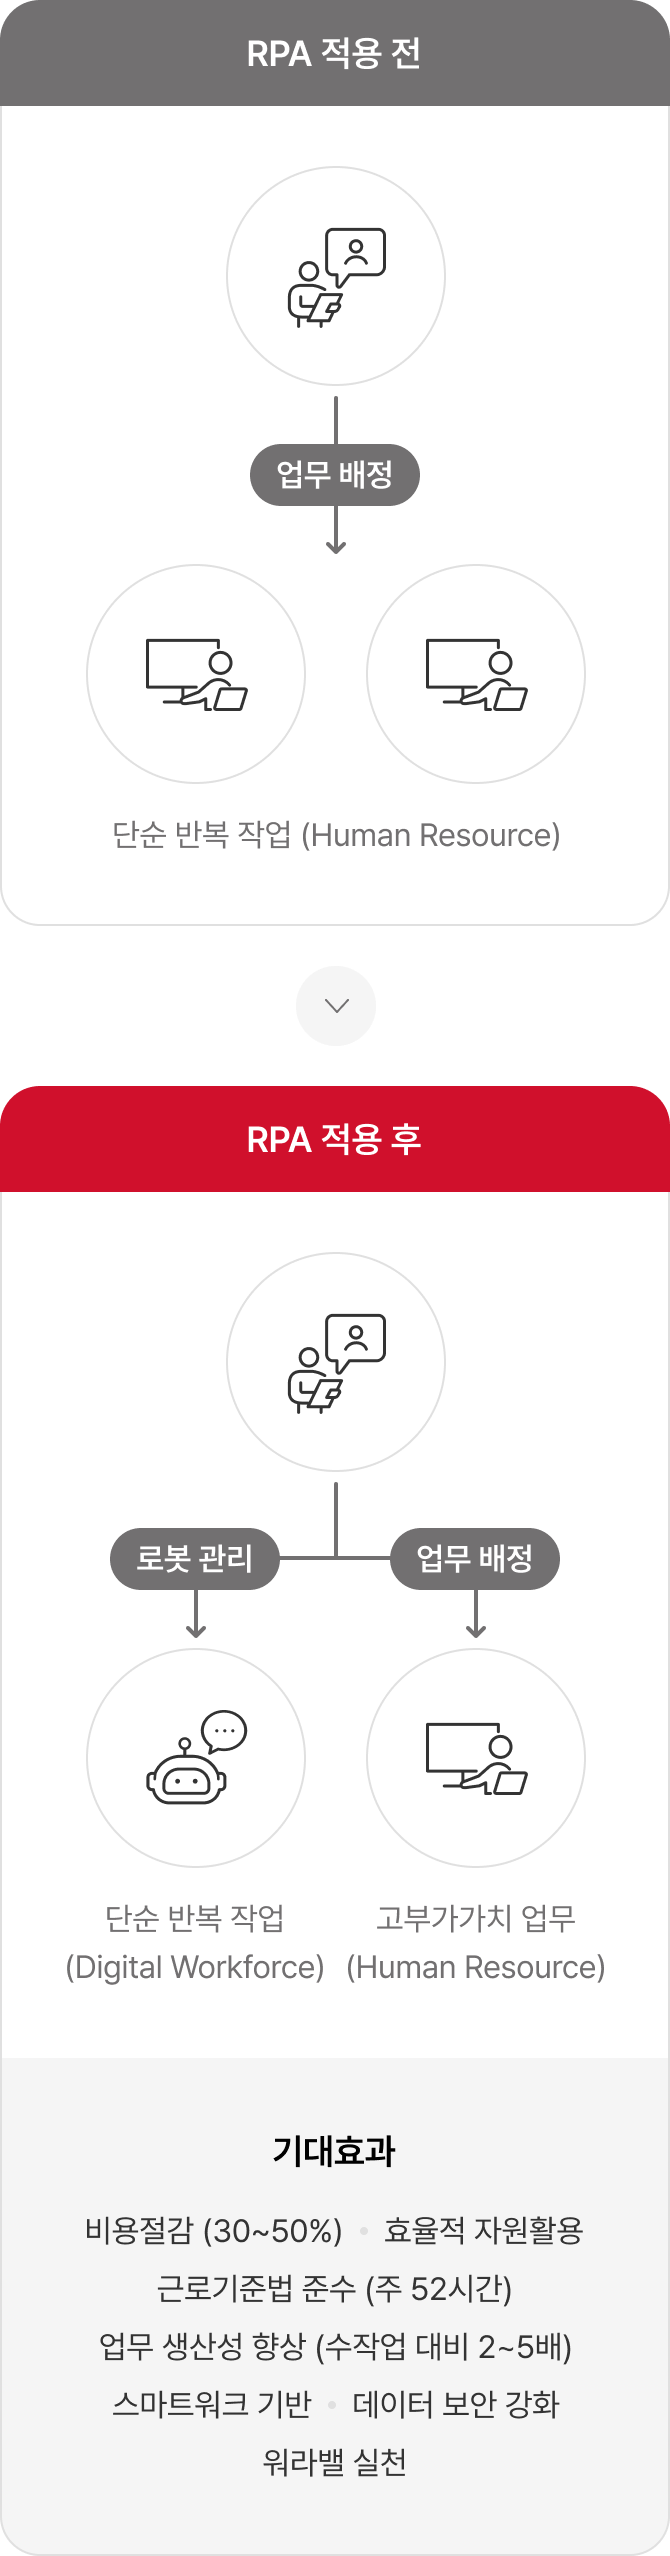 RPA 적용 전
업무 배정
단순 반복 작업 (Human Resource)
RPA 적용 후
로봇 관리
업무 배정
단순 반복 작업
(Digital Workforce)
고부가가치 업무
(Human Resource)
기대효과
비용절감 (30~50%) • 효율적 자원활용
근로기준법 준수 (주 52시간)
업무 생산성 향상 (수작업 대비 2~5배)
스마트워크 기반 • 데이터 보안 강화
워라밸 실천